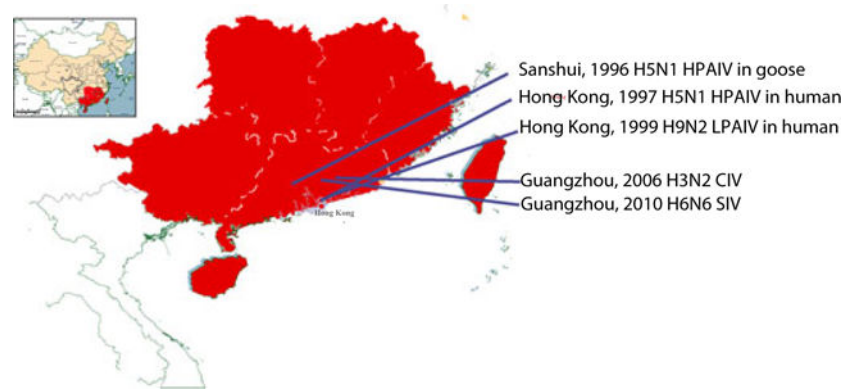 Sanshui, 1996 H5N1 HPAIV in goose
Hong Kong, 1997 H5N1 HPAIV in human
Hong Kong, 1999 H9N2 LPAIV in human
Guangzhou, 2006 H3N2 CIV
Guangzhou, 2010 H6N6 SIV
Hong Kong